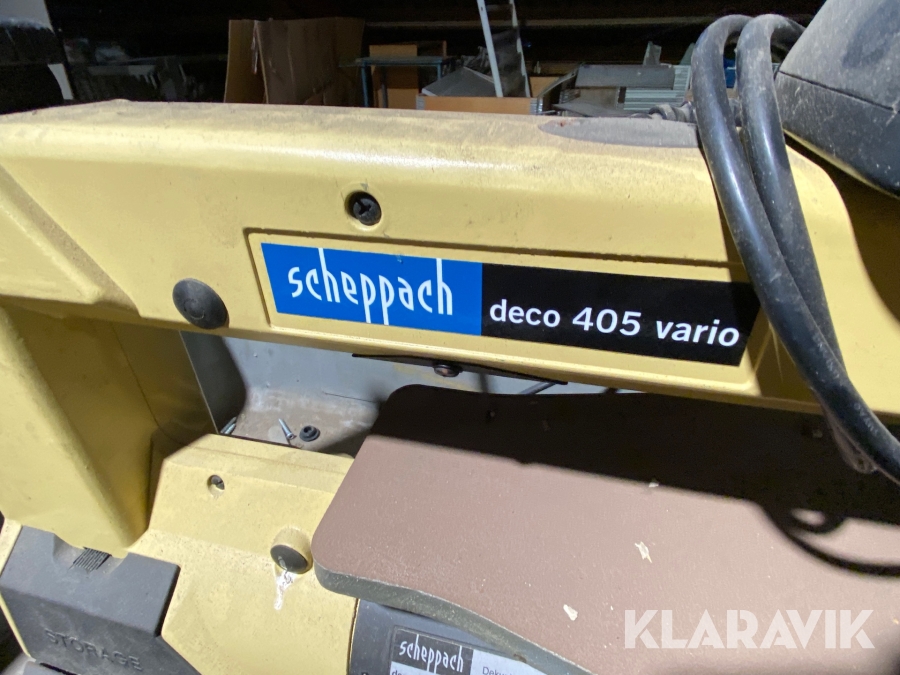 scheppach
deco 405 vario
STORAGE
scheppach
KLARAVIK